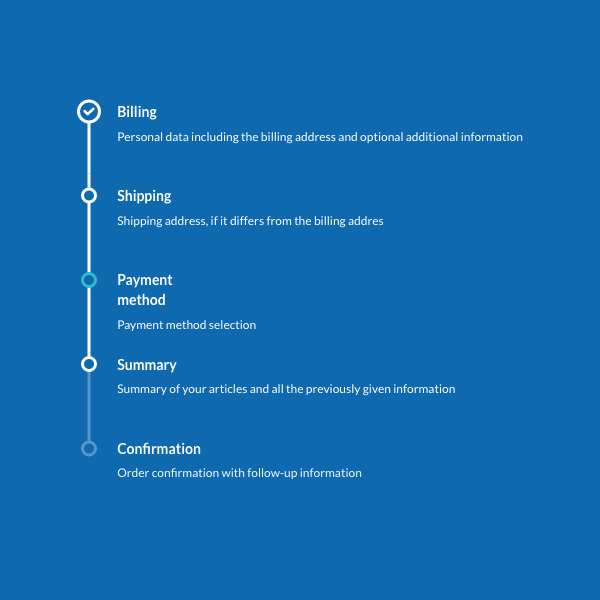 Billing
Personal data including the billing address and optional additional information
Shipping
Shipping address, if it differs from the billing addres
Payment
method
Payment method selection
Summary
Summary of your articles and all the previously given information
Confirmation
Order confirmation with follow-up information